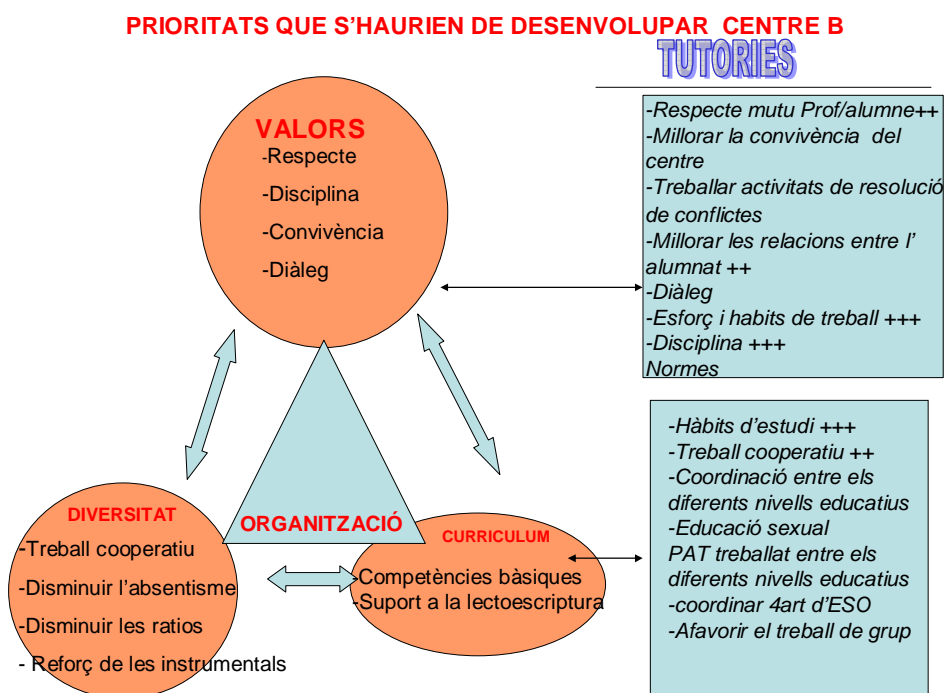 PRIORITATS QUE S'HAURIEN DE DESENVOLUPAR CENTRE B
TUTORIES
VALORS
-Respecte
-Disciplina
-Convivència
-Diàleg
-Respecte mutu Prof/alumne++
-Millorar la convivència del
centre
-Treballar activitats de resolució
de conflictes
-Millorar les relacions entre l'
alumnat ++
-Diàleg
-Esforç i habits de treball +++
-Disciplina +++
Normes
ORGANITZACIÓ
DIVERSITAT
-Treball cooperatiu
-Disminuir l'absentisme
-Disminuir les ratios
- Reforç de les instrumentals
CURRICULUM
-Competències bàsiques
-Suport a la lectoescriptura
-Hàbits d'estudi +++
-Treball cooperatiu ++
-Coordinació entre els
diferents nivells educatius
-Educació sexual
PAT treballat entre els
diferents nivells educatius
-coordinar 4art d'ESO
-Afavorir el treball de grup